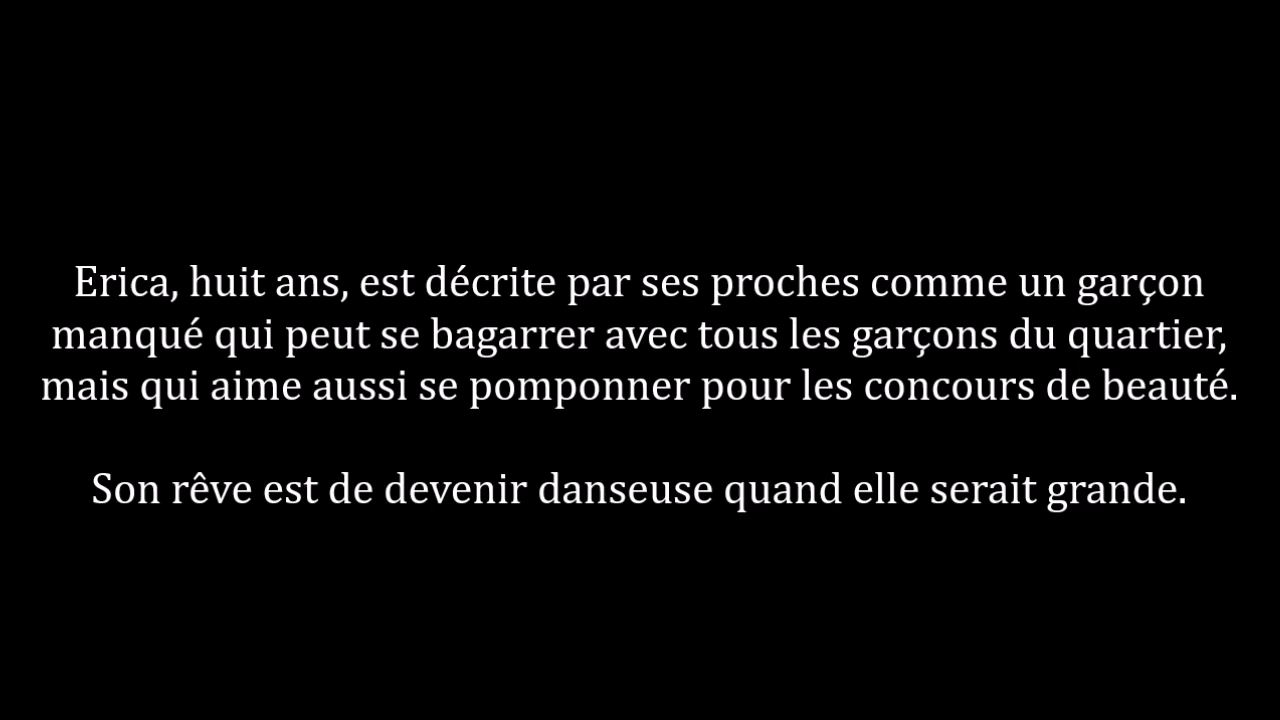 Erica, huit ans, est décrite par ses proches comme un garçon
manqué qui peut se bagarrer avec tous les garçons du quartier,
mais qui aime aussi se pomponner pour les concours de beauté.
Son rêve est de devenir danseuse quand elle serait grande.